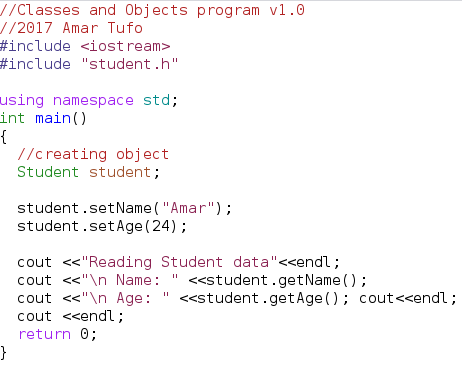 //Classes and Objects program v1.0
//2017 Amar Tufo
#include <iostream>
#include "student.h"
using namespace std;
int main()
{
//creating object
Student student;
student.setName("Amar");
student.setAge(24);
cout <<"Reading Student data"<<endl;
cout <<"\n Name: " <<student.getName();
cout <<"\n Age: " <<student.getAge(); cout<<endl;
cout <<endl;
return 0;
}